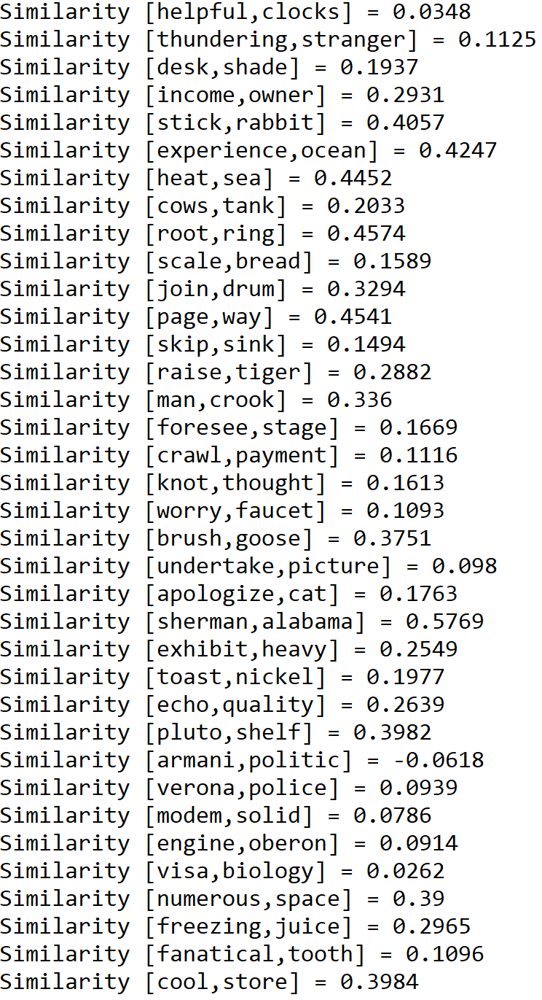 Similarity [helpful,clocks] = 0.0348
Similarity [thundering,stranger] = 0.1125
Similarity [desk,shade] = 0.1937
Similarity [income,owner] = 0.2931
Similarity [stick,rabbit] = 0.4057
Similarity [experience,ocean] = 0.4247
Similarity [heat,sea] = 0.4452
Similarity [cows,tank] = 0.2033
Similarity [root,ring] = 0.4574
Similarity [scale,bread] = 0.1589
Similarity [join,drum] = 0.3294
Similarity [page,way] = 0.4541
Similarity [skip,sink] = 0.1494
Similarity [raise,tiger] = 0.2882
Similarity [man,crook] = 0.336
Similarity [foresee,stage] = 0.1669
Similarity [crawl,payment] = 0.1116
Similarity [knot,thought] = 0.1613
Similarity [worry,faucet] = 0.1093
Similarity [brush,goose] = 0.3751
Similarity [undertake,picture] = 0.098
Similarity [apologize,cat] = 0.1763
Similarity [sherman,alabama] = 0.5769
Similarity [exhibit,heavy] = 0.2549
Similarity [toast,nickel] = 0.1977
Similarity [echo,quality] = 0.2639
Similarity [pluto,shelf] = 0.3982
Similarity [armani,politic] = -0.0618
Similarity [verona,police] = 0.0939
Similarity [modem,solid] = 0.0786
Similarity [engine,oberon] = 0.0914
Similarity [visa,biology] = 0.0262
Similarity [numerous,space] = 0.39
Similarity [freezing,juice] = 0.2965
Similarity [fanatical,tooth] = 0.1096
Similarity [cool,store] = 0.3984